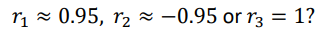 r₁ ≈ 0.95, r₂ ≈ −0.95 or r₃ = 1?